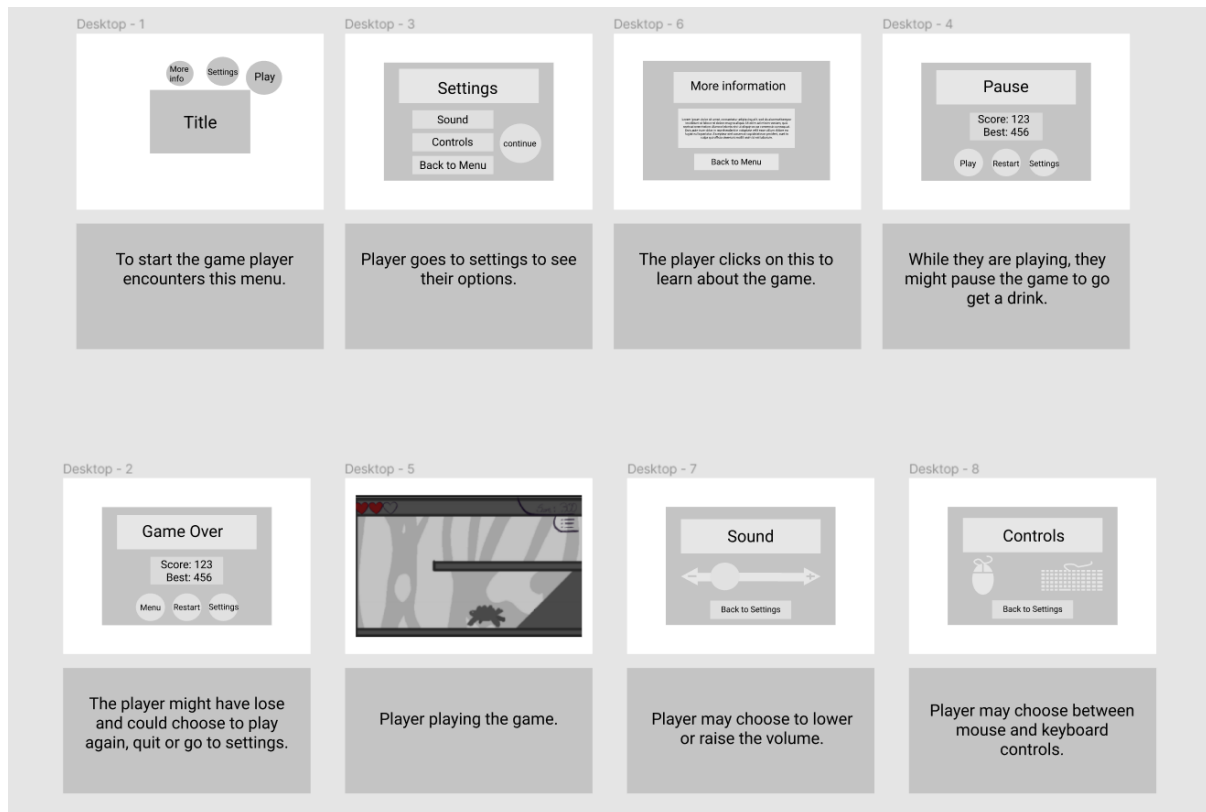 Desktop - 1
More
info
Settings
Play
Title
To start the game player
encounters this menu.
Desktop - 3
Settings
Sound
Controls
Back to Menu
continue
Player goes to settings to see
their options.
Desktop - 6
More information
Back to Menu
The player clicks on this to
learn about the game.
Desktop - 4
Pause
Score: 123
Best: 456
Play
Restart
Settings
While they are playing, they
might pause the game to go
get a drink.
Desktop - 2
Game Over
Score: 123
Best: 456
Menu
Restart
Settings
The player might have lose
and could choose to play
again, quit or go to settings.
Desktop - 5
Player playing the game.
Desktop - 7
Sound
Back to Settings
Player may choose to lower
or raise the volume.
Desktop - 8
Controls
Back to Settings
Player may choose between
mouse and keyboard
controls.